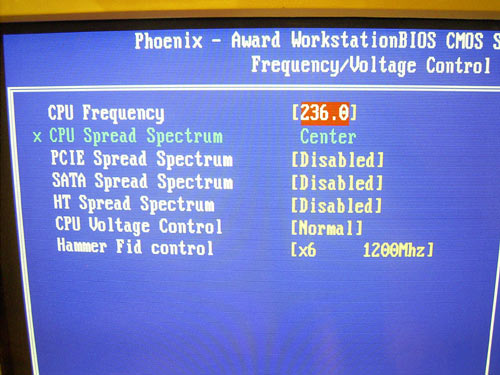 Phoenix - Award WorkstationBIOS CMOS S
Frequency/Voltage Control
CPU Frequency [236.0]
x CPU Spread Spectrum Center
PCIE Spread Spectrum [Disabled]
SATA Spread Spectrum [Disabled]
HT Spread Spectrum [Disabled]
CPU Voltage Control [Normal]
Hammer Fid control [x6 1200Mhz]